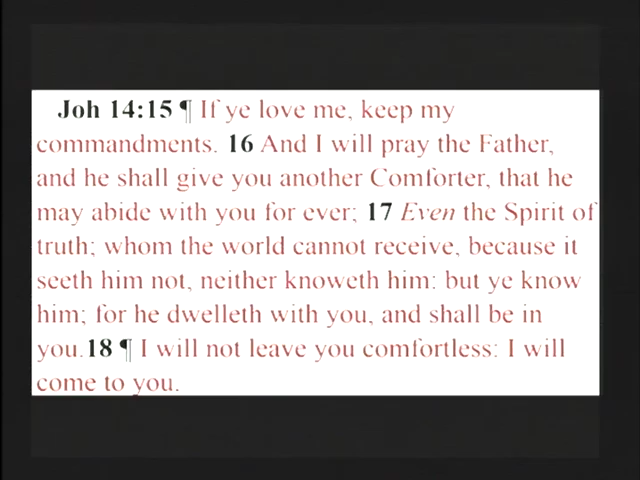 Joh 14:15 ¶ If ye love me, keep my
commandments. 16 And I will pray the Father,
and he shall give you another Comforter, that he
may abide with you for ever; 17 Even the Spirit of
truth; whom the world cannot receive, because it
seeth him not, neither knoweth him: but ye know
him; for he dwelleth with you, and shall be in
you.18 ¶ I will not leave you comfortless: I will
come to you.